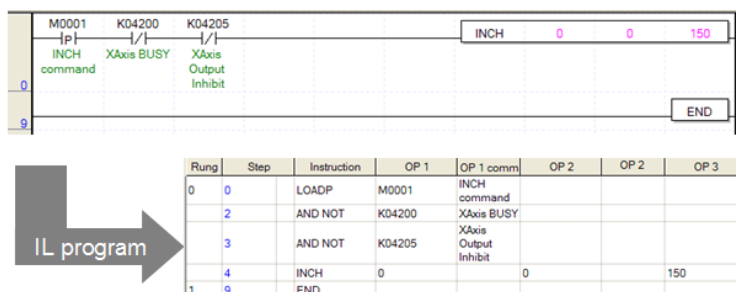 M0001 K04200 K04205
P / / INCH 0 0 150
INCH command XAxis BUSY XAxis Output Inhibit
0
END
9
IL program
Rung Step Instruction OP 1 OP 1 comm OP 2 OP 2 OP 3
0 0 LOADP M0001 INCH command
2 AND NOT K04200 XAxis BUSY
3 AND NOT K04205 XAxis Output Inhibit
4 INCH 0 0 150
1 9 END